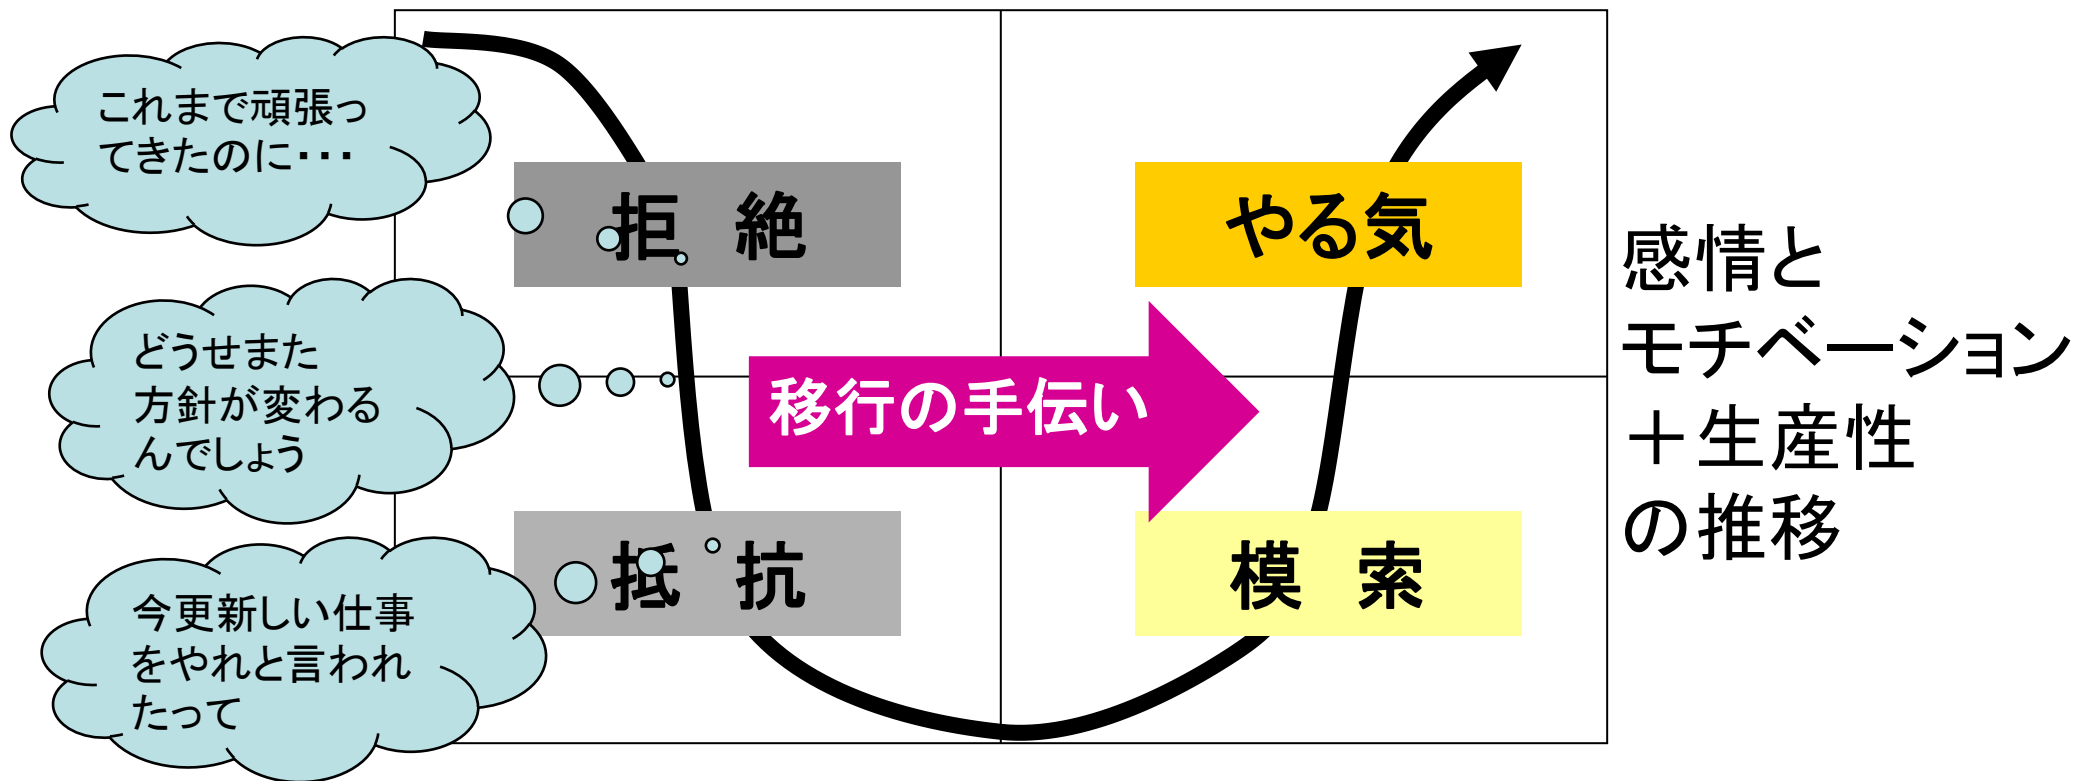 これまで頑張っ
てきたのに・・・
拒　絶
やる気
どうせまた
方針が変わる
んでしょう
移行の手伝い
抵　抗
模　索
今更新しい仕事
をやれと言われ
たって
感情と
モチベーション
＋生産性
の推移